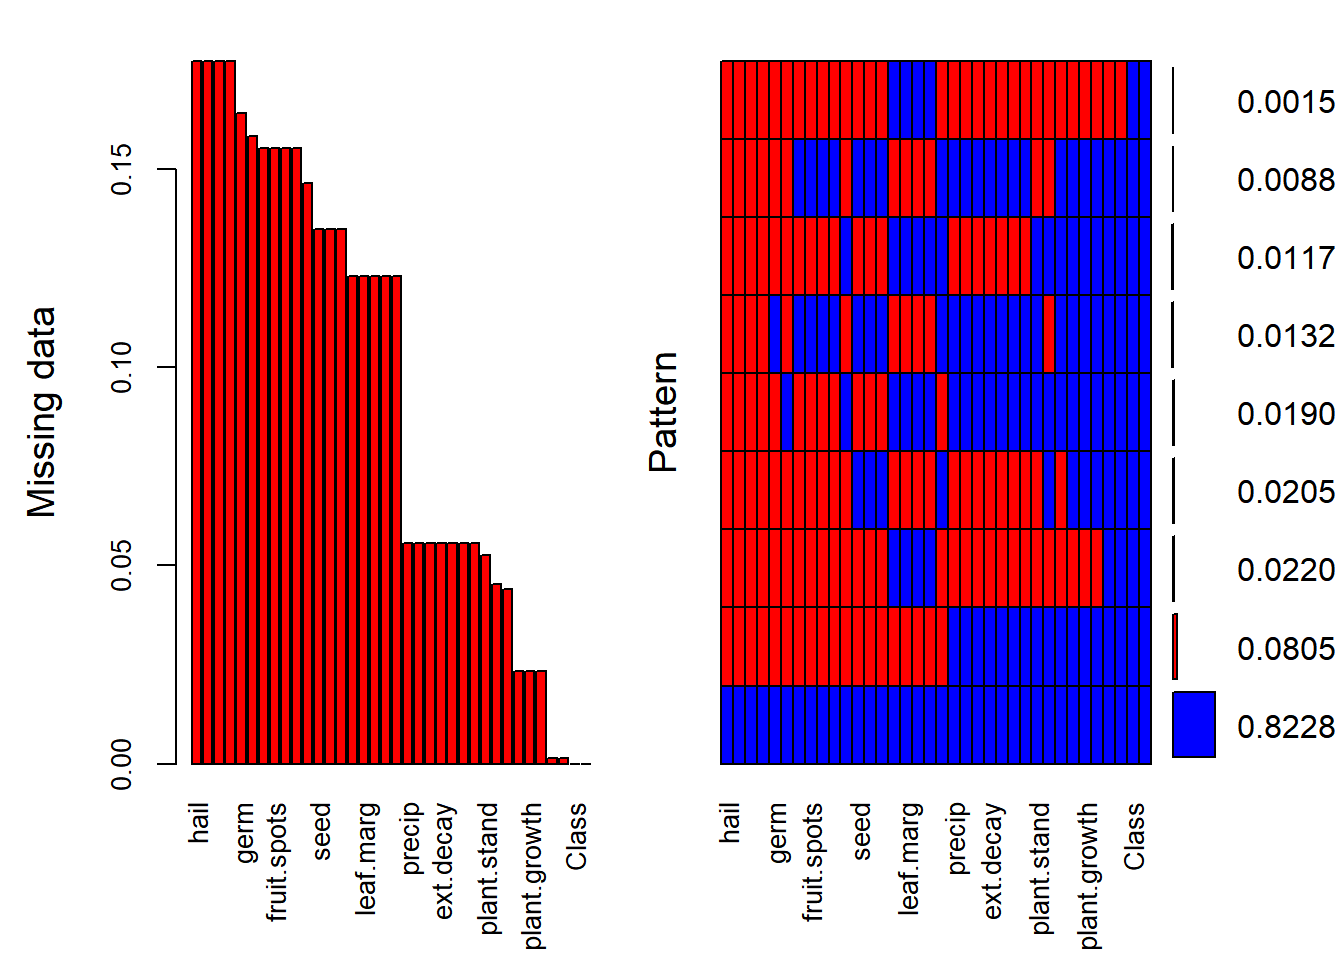 Missing data
0.00
0.05
0.10
0.15
hail
germ
fruit.spots
seed
leaf.marg
precip
ext.decay
plant.stand
plant.growth
Class
Pattern
0.0015
0.0088
0.0117
0.0132
0.0190
0.0205
0.0220
0.0805
0.8228
hail
germ
fruit.spots
seed
leaf.marg
precip
ext.decay
plant.stand
plant.growth
Class